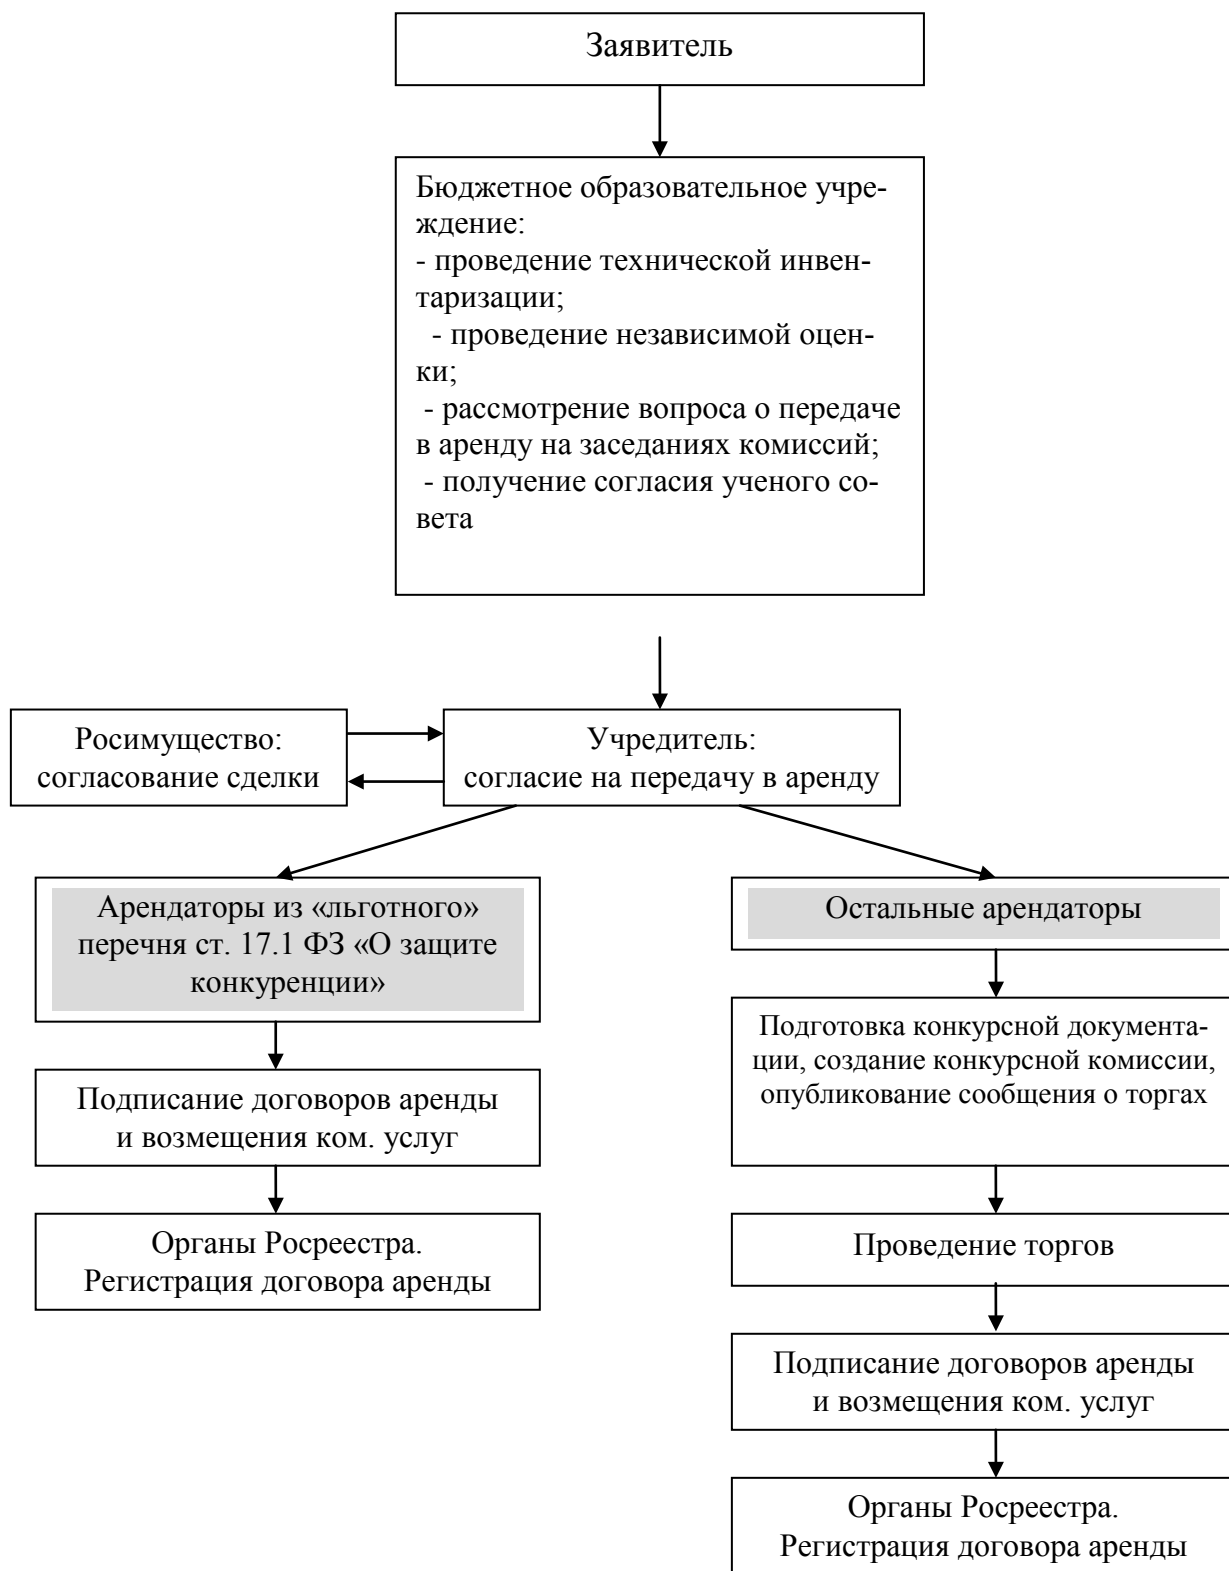 Заявитель
Бюджетное образовательное учре-
ждение:
- проведение технической инвен-
таризации;
- проведение независимой оцен-
ки;
- рассмотрение вопроса о передаче
в аренду на заседаниях комиссий;
- получение согласия ученого со-
вета
Росимущество:
согласование сделки
Учредитель:
согласие на передачу в аренду
Арендаторы из «льготного»
перечня ст. 17.1 ФЗ «О защите
конкуренции»
Подписание договоров аренды
и возмещения ком. услуг
Органы Росреестра.
Регистрация договора аренды
Остальные арендаторы
Подготовка конкурсной документа-
ции, создание конкурсной комиссии,
опубликование сообщения о торгах
Проведение торгов
Подписание договоров аренды
и возмещения ком. услуг
Органы Росреестра.
Регистрация договора аренды